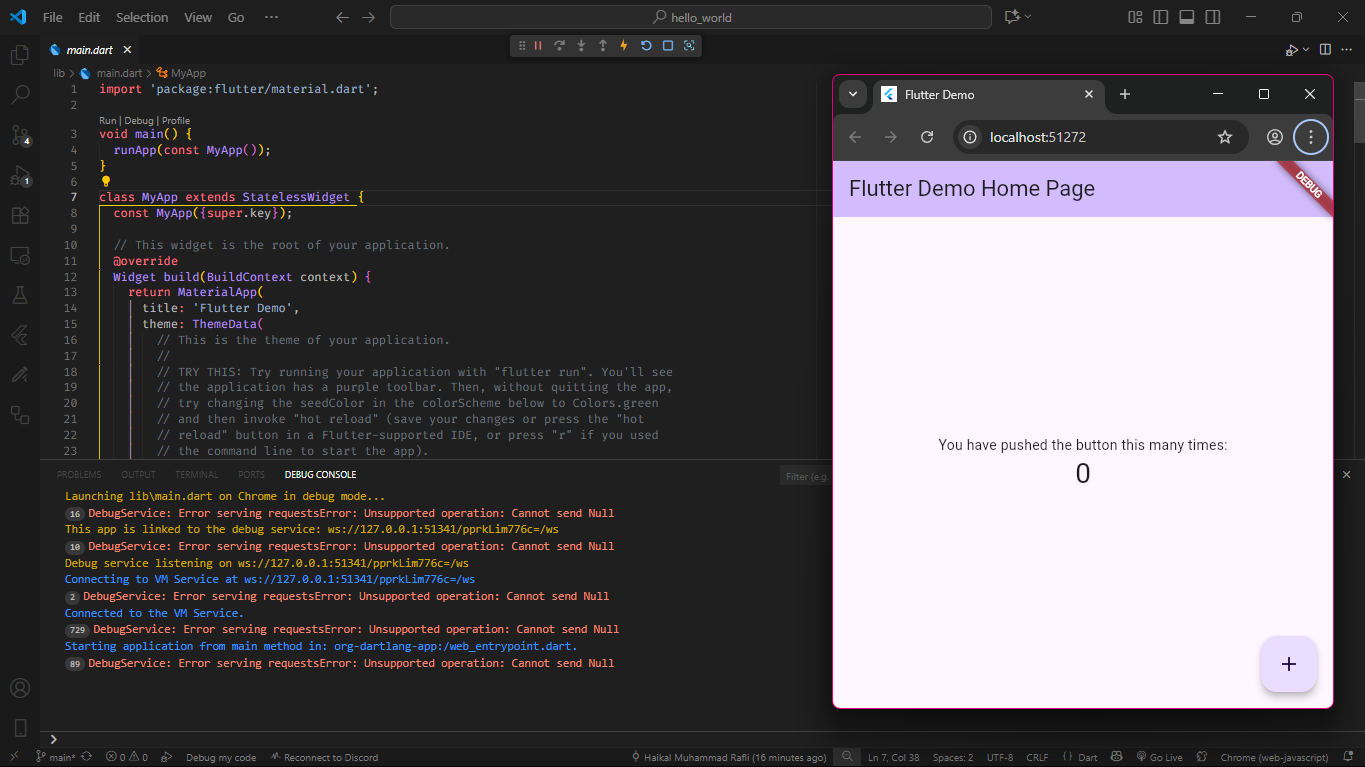 File Edit Selection View Go ··· hello_world
main.dart
lib > main.dart > MyApp
1 import 'package:flutter/material.dart';
2
Run | Debug | Profile
3 void main() {
4 runApp(const MyApp());
5 }
6
7 class MyApp extends StatelessWidget {
8 const MyApp({super.key});
9
10 // This widget is the root of your application.
11 @override
12 Widget build(BuildContext context) {
13 return MaterialApp(
14 title: 'Flutter Demo',
15 theme: ThemeData(
16 // This is the theme of your application.
17 //
18 // TRY THIS: Try running your application with "flutter run". You'll see
19 // the application has a purple toolbar. Then, without quitting the app,
20 // try changing the seedColor in the colorScheme below to Colors.green
21 // and then invoke "hot reload" (save your changes or press the "hot
22 // reload" button in a Flutter-supported IDE, or press "r" if you used
23 // the command line to start the app).
4
1
PROBLEMS OUTPUT TERMINAL PORTS DEBUG CONSOLE Filter (e.g.
Launching lib\main.dart on Chrome in debug mode...
16 DebugService: Error serving requestsError: Unsupported operation: Cannot send Null
This app is linked to the debug service: ws://127.0.0.1:51341/pprkLim776c=/ws
10 DebugService: Error serving requestsError: Unsupported operation: Cannot send Null
Debug service listening on ws://127.0.0.1:51341/pprkLim776c=/ws
Connecting to VM Service at ws://127.0.0.1:51341/pprkLim776c=/ws
2 DebugService: Error serving requestsError: Unsupported operation: Cannot send Null
Connected to the VM Service.
729 DebugService: Error serving requestsError: Unsupported operation: Cannot send Null
Starting application from main method in: org-dartlang-app:/web_entrypoint.dart.
89 DebugService: Error serving requestsError: Unsupported operation: Cannot send Null
Flutter Demo
localhost:51272
Flutter Demo Home Page
DEBUG
You have pushed the button this many times:
0
+
main* 0 0 Debug my code Reconnect to Discord Haikal Muhammad Rafli (16 minutes ago) Ln 7, Col 38 Spaces: 2 UTF-8 CRLF {} Dart Go Live Chrome (web-javascript)